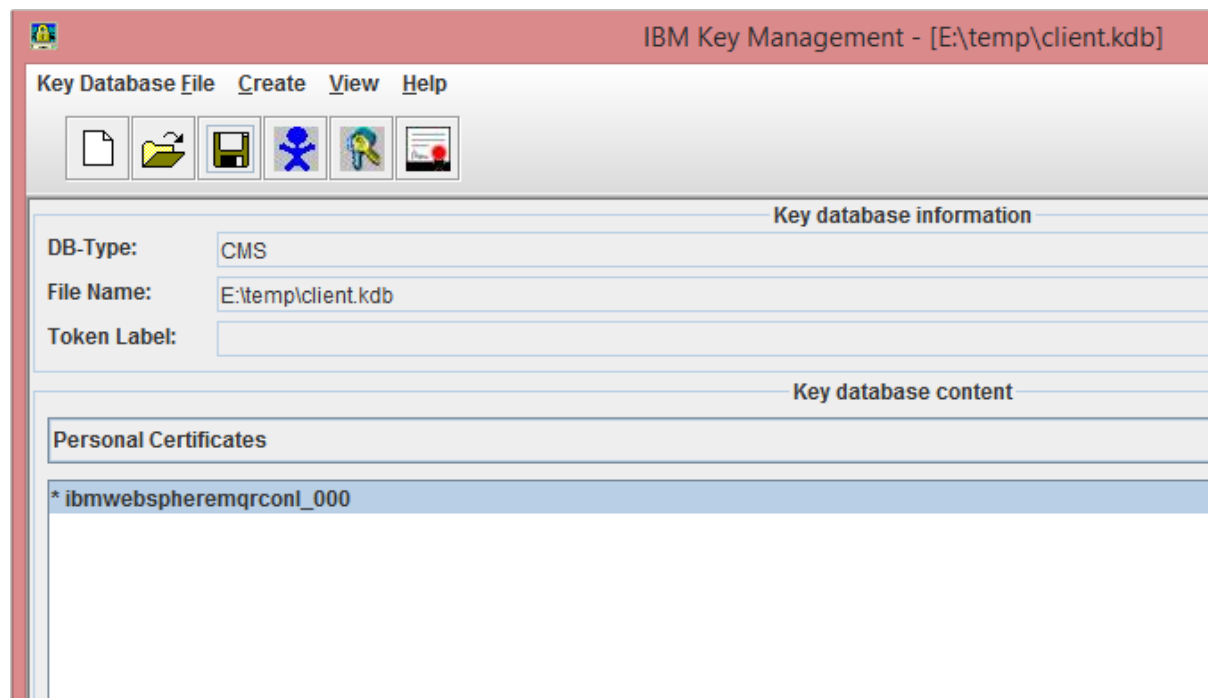 IBM Key Management - [E:\temp\client.kdb]
Key Database File Create View Help
Key database information
DB-Type: CMS
File Name: E:\temp\client.kdb
Token Label:
Key database content
Personal Certificates
* ibmwebspheremqrconl_000